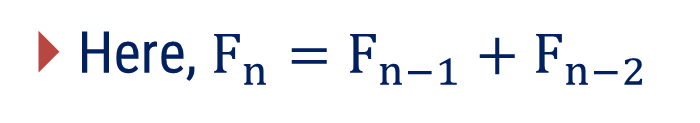 Here, Fₙ = Fₙ₋₁ + Fₙ₋₂